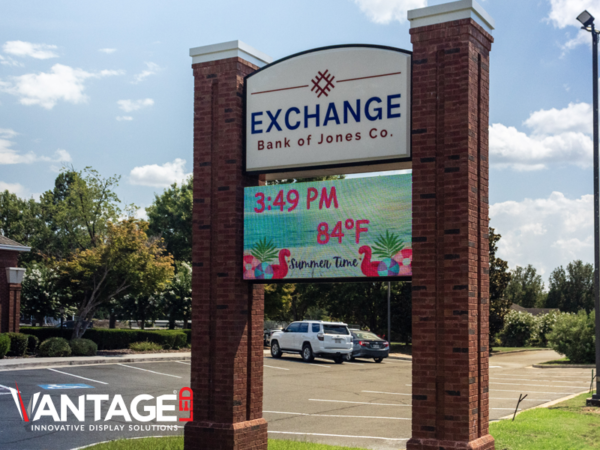 EXCHANGE
Bank of Jones Co.
3:49 PM
84°F
Summer Time
VANTAGE LED
INNOVATIVE DISPLAY SOLUTIONS